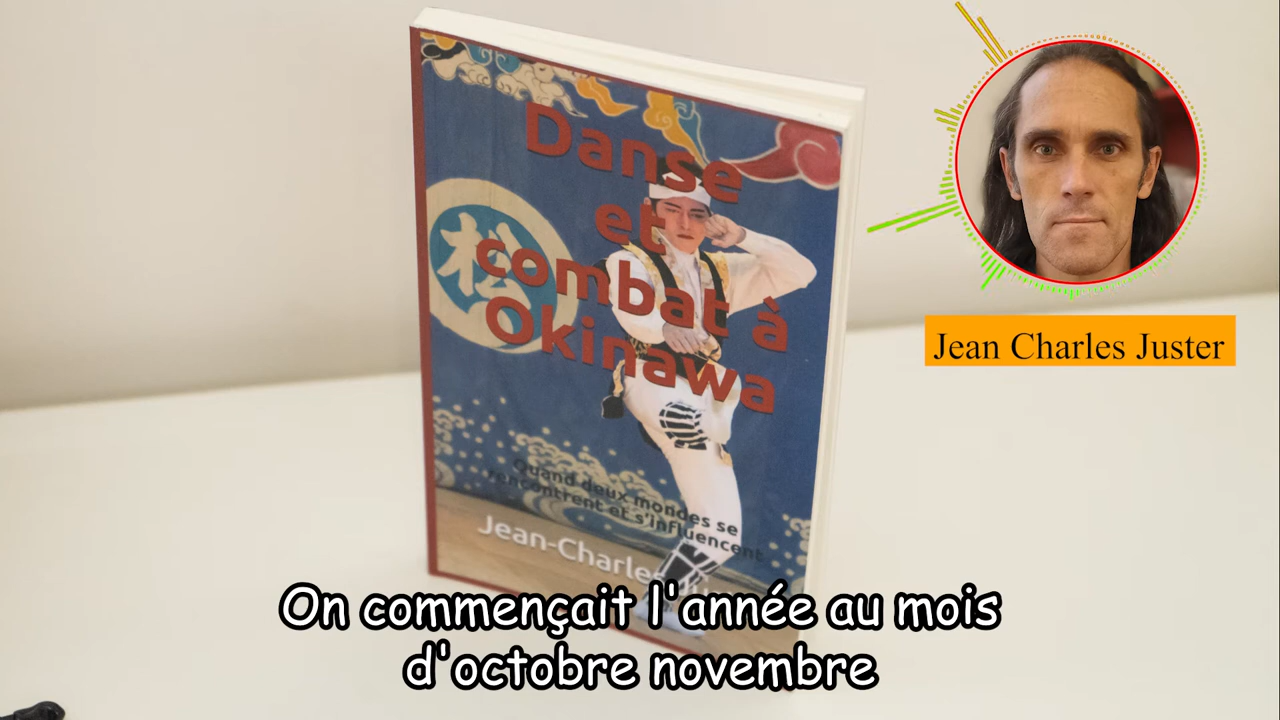 Danse
et
combat à
Okinawa
松
Quand deux mondes se
rencontrent et s'influencent
Jean-Charles
Jean Charles Juster
On commençait l'année au mois
d'octobre novembre